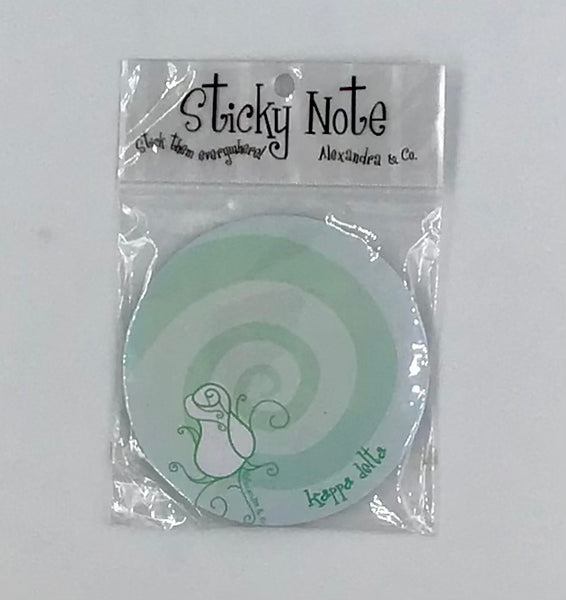 Sticky Note
Stick them everywhere!
Alexandra & Co.
kappa delta